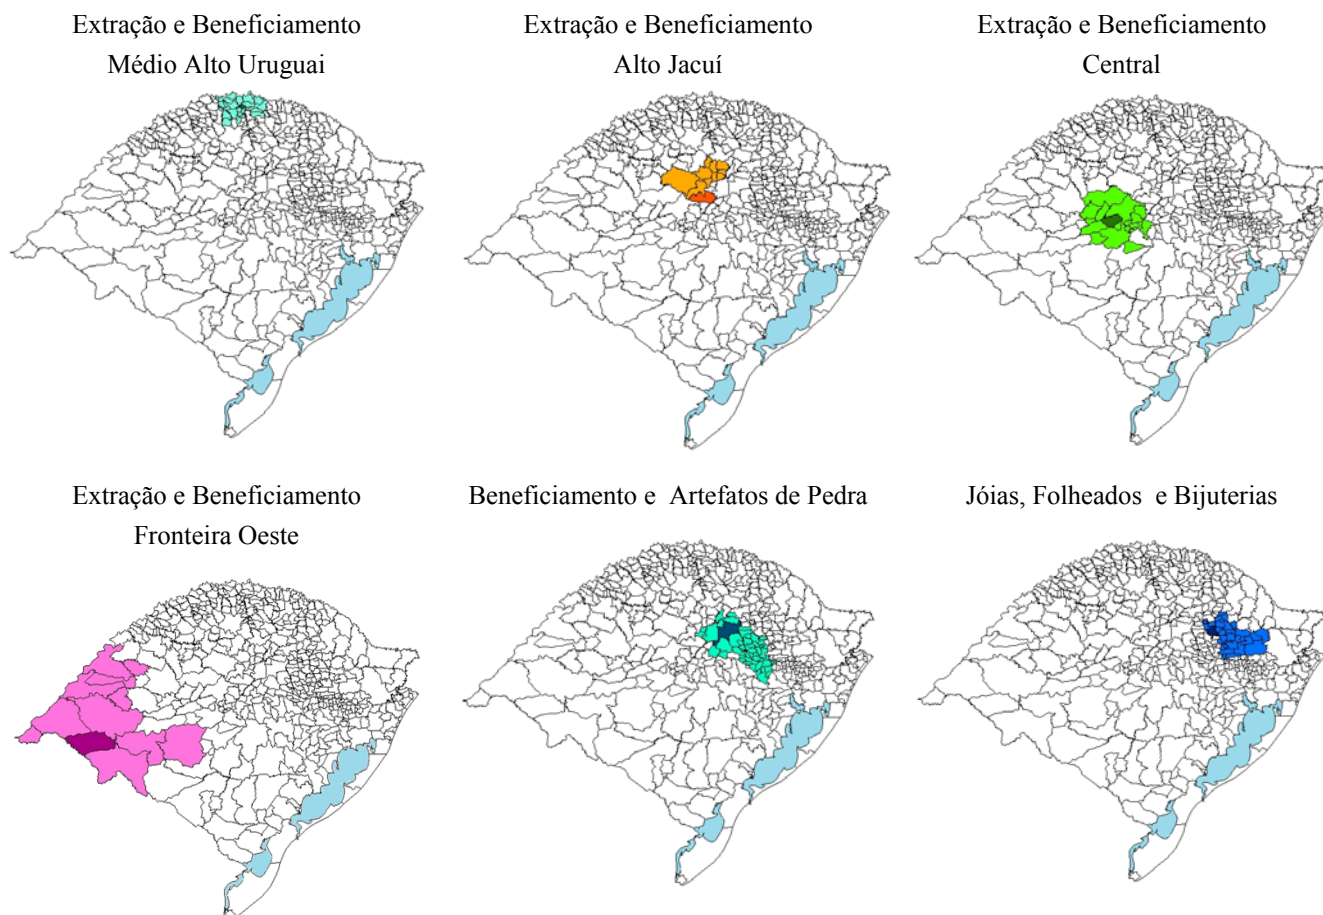 Extração e Beneficiamento
Médio Alto Uruguai
Extração e Beneficiamento
Alto Jacuí
Extração e Beneficiamento
Central
Extração e Beneficiamento
Fronteira Oeste
Beneficiamento e Artefatos de Pedra
Jóias, Folheados e Bijuterias